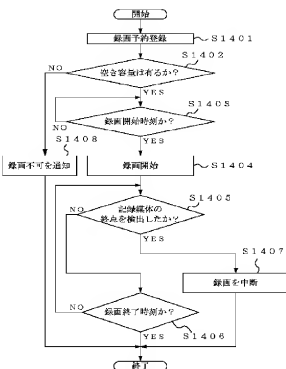 開始
録画予約登録
S1401
S1402
空き容量は有るか?
NO
YES
S1403
録画開始時刻か?
NO
YES
S1408
録画不可を通知
録画開始
S1404
S1405
記録媒体の
終点を検出したか?
NO
YES
S1407
録画を中断
録画終了時刻か?
NO
YES
S1406
終了